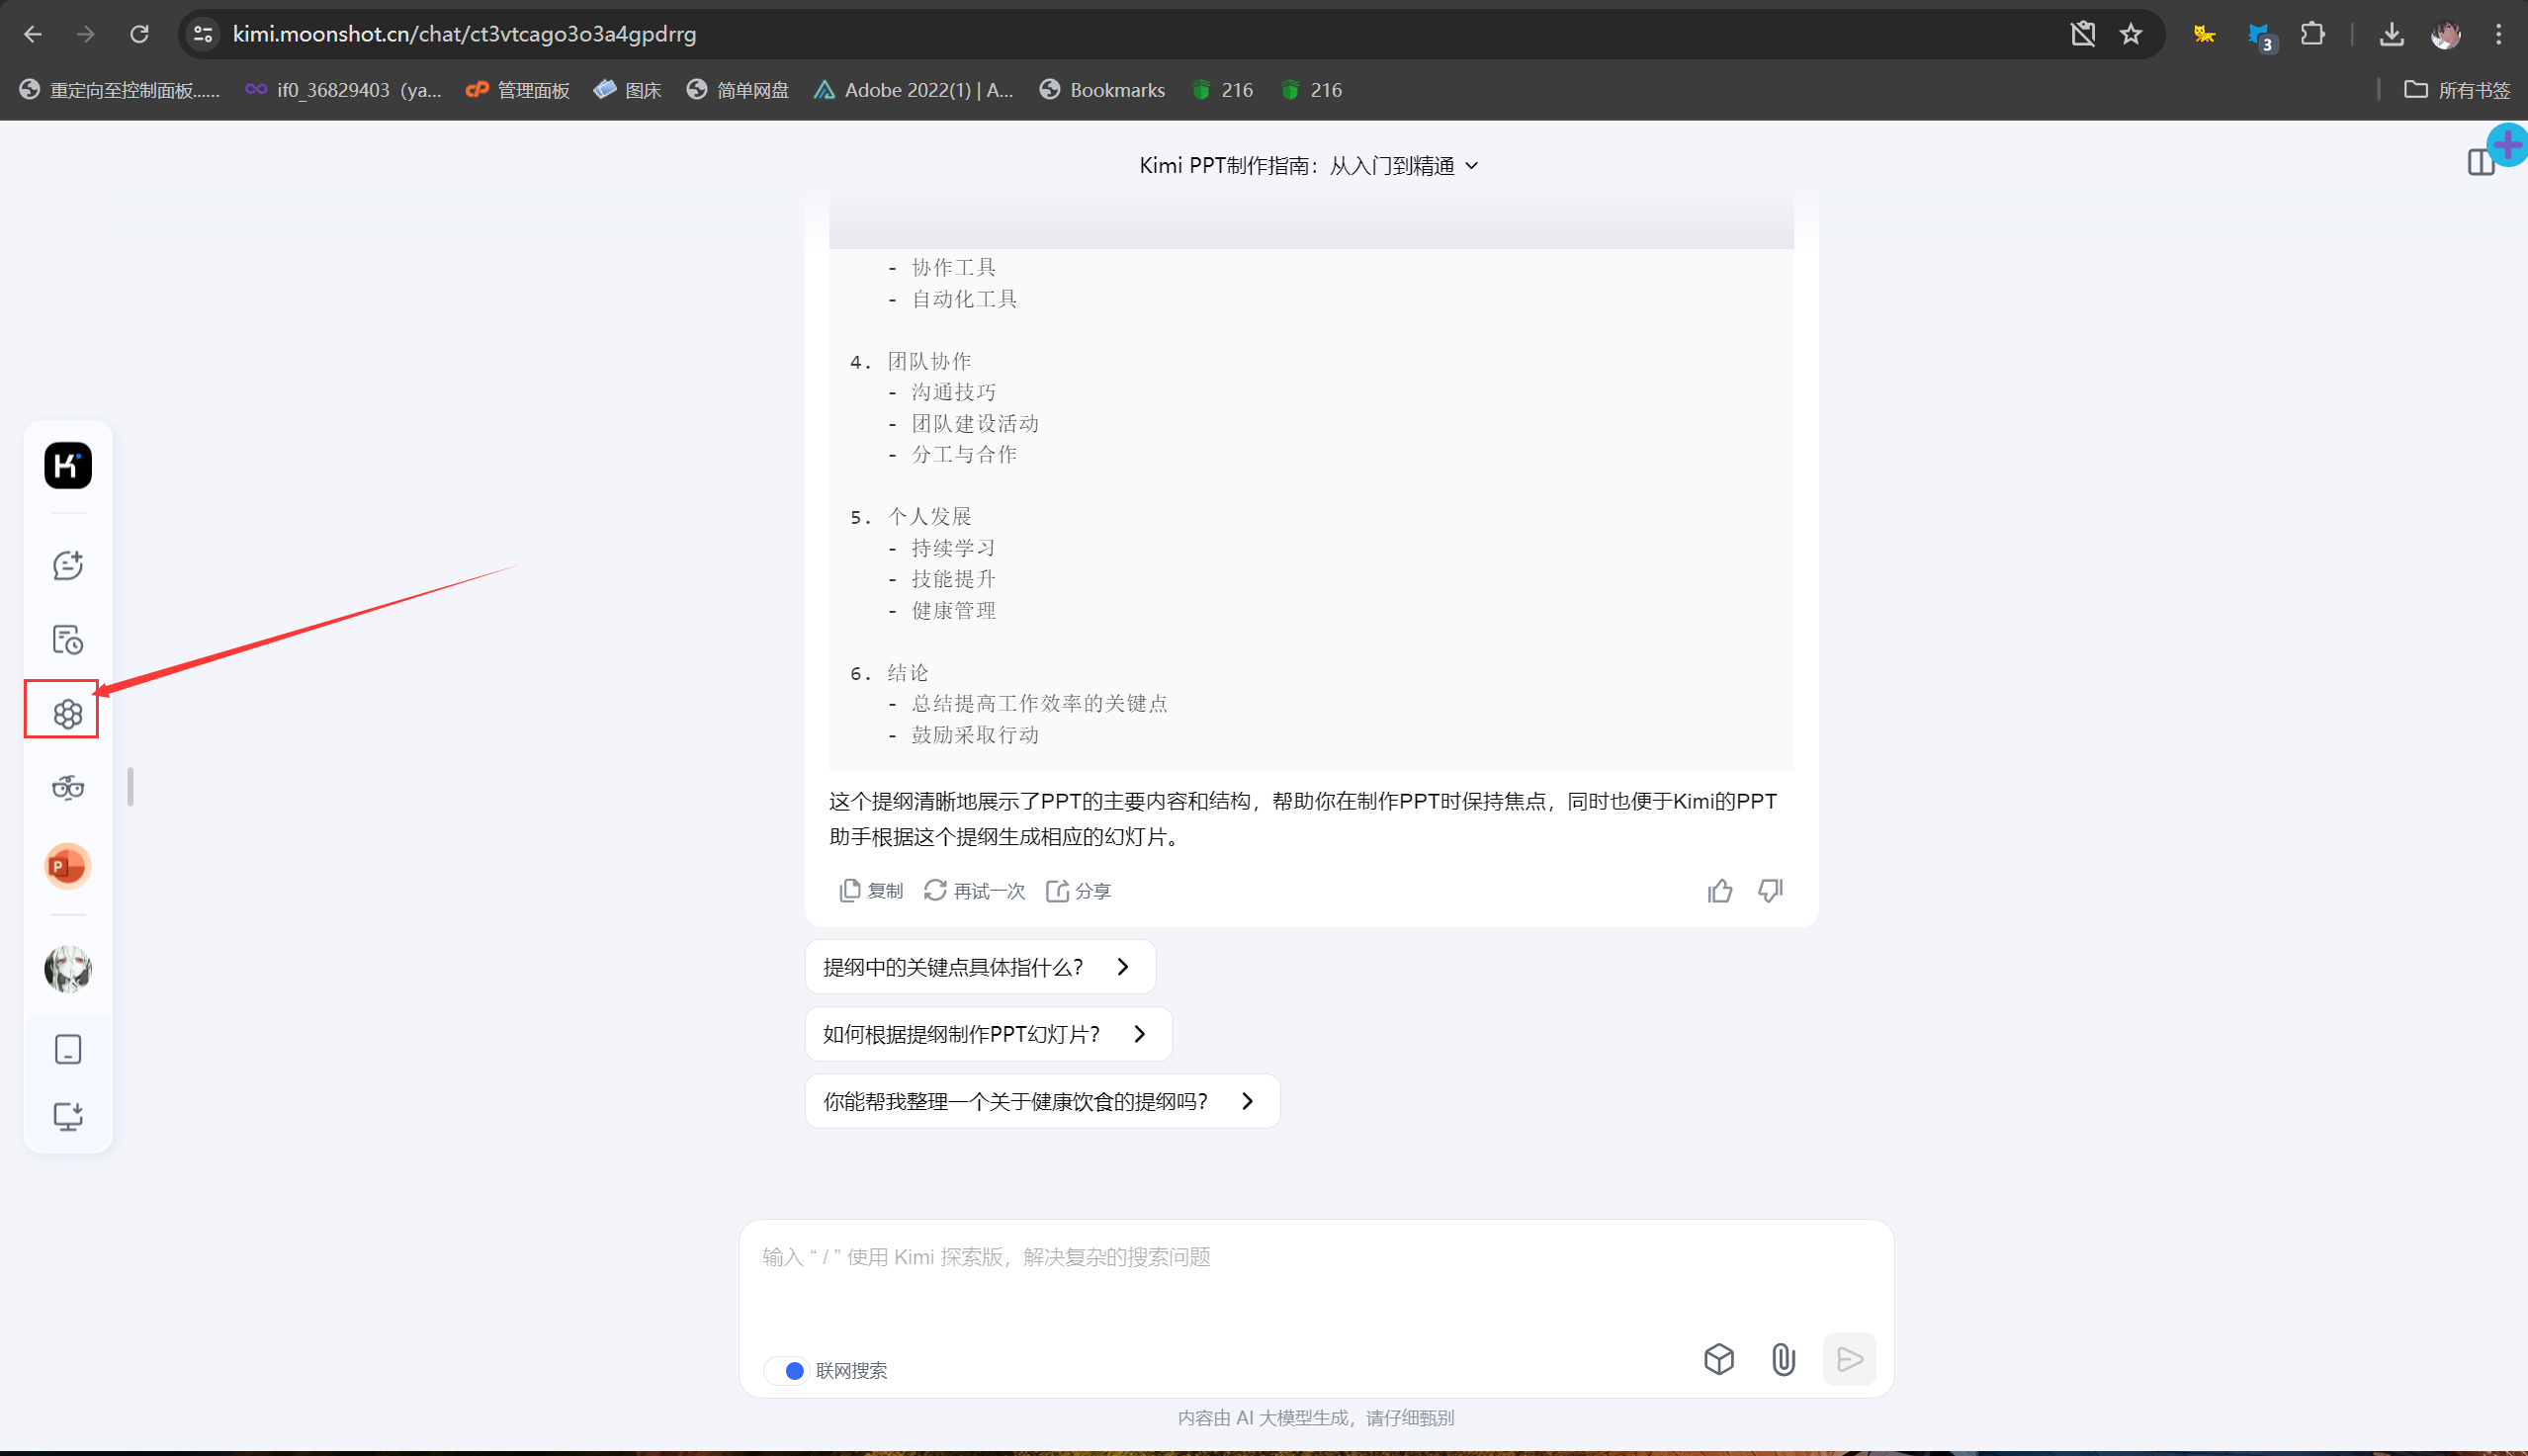 kimi.moonshot.cn/chat/ct3vtcago3o3a4gpdrrg
3
重定向至控制面板...... if0_36829403（ya... 管理面板 图床 简单网盘 Adobe 2022(1) | A... Bookmarks 216 216 所有书签
Kimi PPT制作指南：从入门到精通
- 协作工具
- 自动化工具
4. 团队协作
- 沟通技巧
- 团队建设活动
- 分工与合作
5. 个人发展
- 持续学习
- 技能提升
- 健康管理
6. 结论
- 总结提高工作效率的关键点
- 鼓励采取行动
这个提纲清晰地展示了PPT的主要内容和结构，帮助你在制作PPT时保持焦点，同时也便于Kimi的PPT
助手根据这个提纲生成相应的幻灯片。
复制 再试一次 分享
提纲中的关键点具体指什么？
如何根据提纲制作PPT幻灯片？
你能帮我整理一个关于健康饮食的提纲吗？
输入 “ / ” 使用 Kimi 探索版，解决复杂的搜索问题
联网搜索
内容由 AI 大模型生成，请仔细甄别